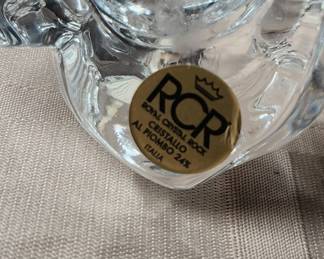 RCR
ROYAL CRYSTAL ROCK
CRISTALLO
AL PIOMBO 24%
ITALIA